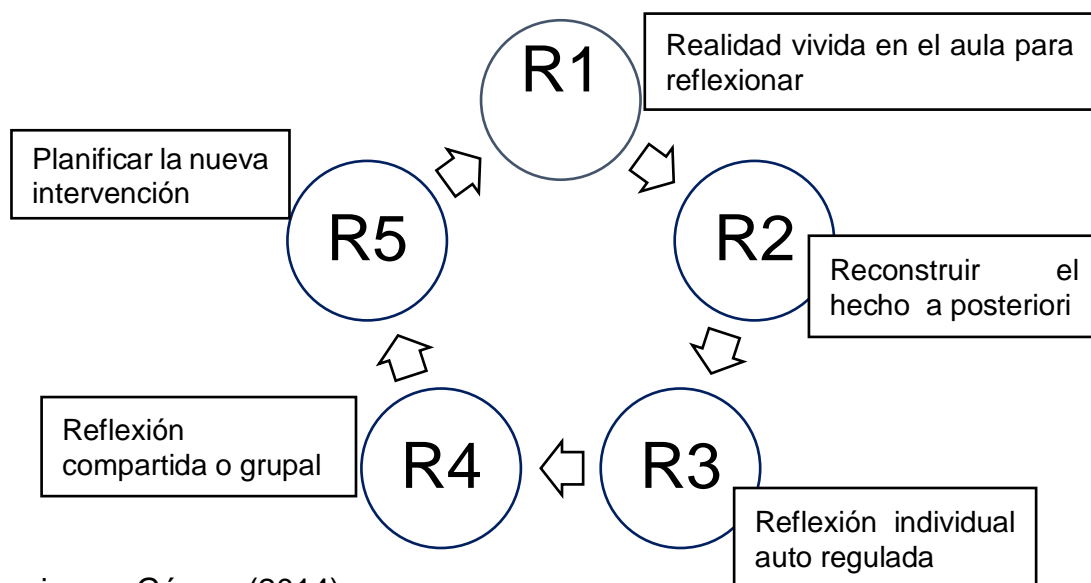 R1
Realidad vivida en el aula para
reflexionar
R2
Reconstruir el
hecho a posteriori
R3
Reflexión individual
auto regulada
R4
Reflexión
compartida o grupal
R5
Planificar la nueva
intervención
(2014)